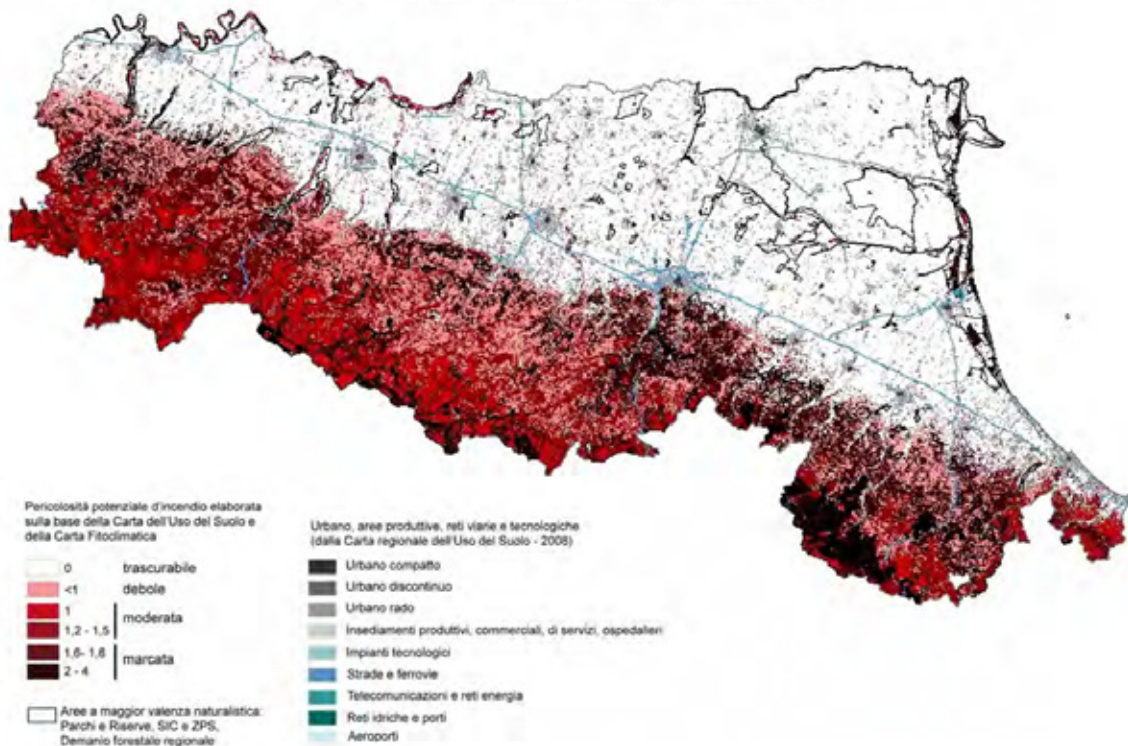 Pericolosità potenziale d'incendio elaborata
sulla base della Carta dell'Uso del Suolo e
della Carta Fitoclimatica
0 trascurabile
<1 debole
1
moderata
1,2 - 1,5
1,6- 1,8
marcata
2 - 4
Aree a maggior valenza naturalistica:
Parchi e Riserve, SIC e ZPS,
Demanio forestale regionale
Urbano, aree produttive, reti viarie e tecnologiche
(dalla Carta regionale dell'Uso del Suolo - 2008)
Urbano compatto
Urbano discontinuo
Urbano rado
Insediamenti produttivi, commerciali, di servizi, ospedalieri
Impianti tecnologici
Strade e ferrovie
Telecomunicazioni e reti energia
Reti idriche e porti
Aeroporti